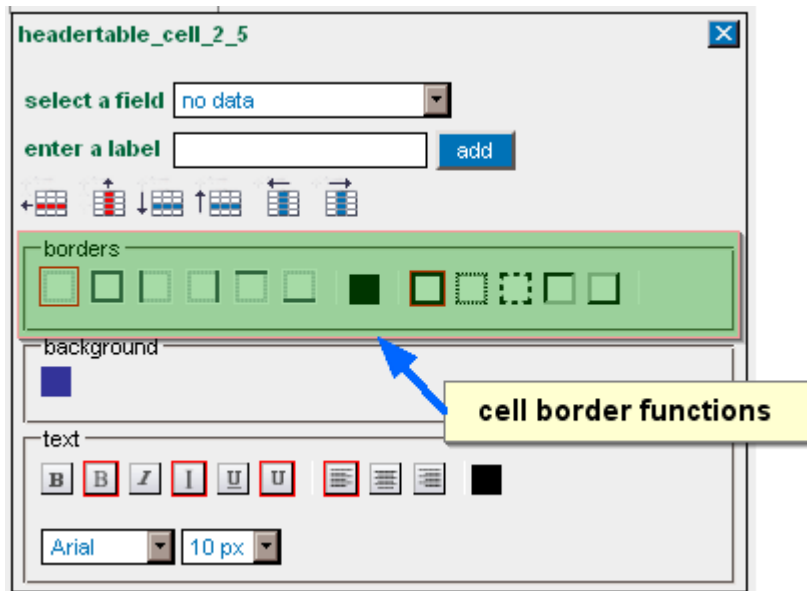 headertable_cell_2_5
select a field no data
enter a label add
borders
background
cell border functions
text
B B I I U U
Arial 10 px